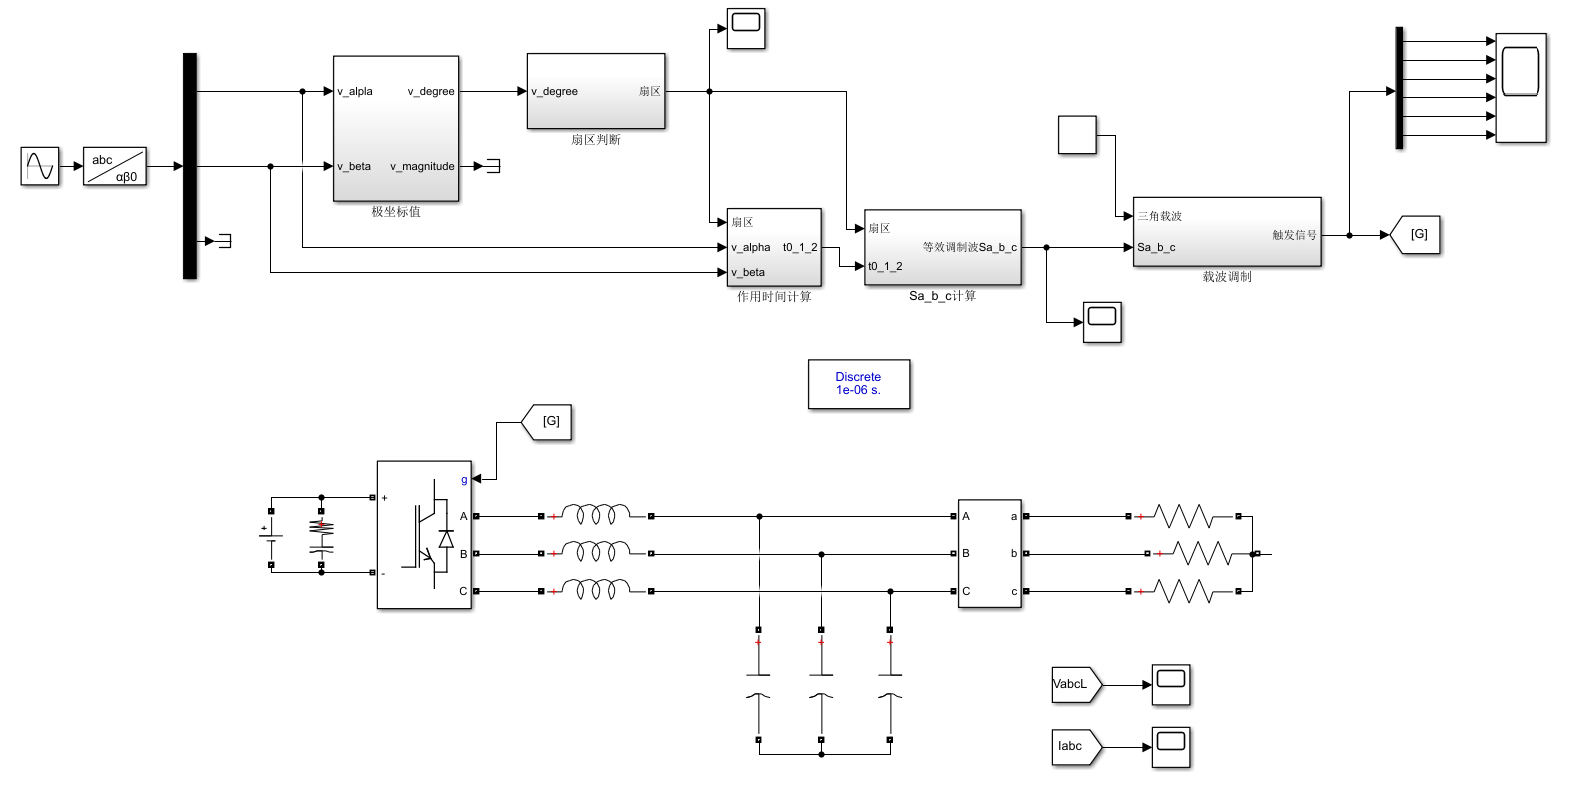 abc
αβ0
v_alpla
v_degree
v_beta
v_magnitude
极坐标值
v_degree
扇区
扇区判断
扇区
v_alpha
t0_1_2
v_beta
作用时间计算
扇区
等效调制波Sa_b_c
t0_1_2
Sa_b_c计算
三角载波
触发信号
Sa_b_c
载波调制
[G]
Discrete
1e-06 s.
[G]
g
+
-
A
B
C
+
+
+
+
A
B
C
a
b
c
+
+
+
+
+
+
VabcL
Iabc